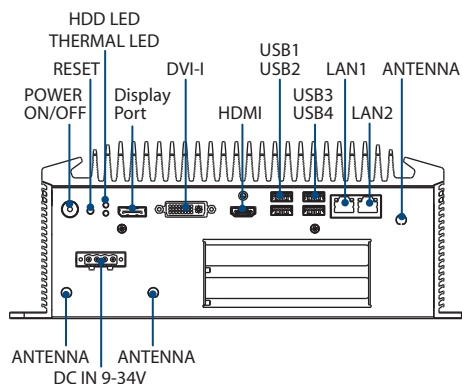 HDD LED
THERMAL LED
RESET
DVI-I
USB1
USB2
LAN1
ANTENNA
POWER
ON/OFF
Display
Port
HDMI
USB3
USB4
LAN2
ANTENNA
ANTENNA
DC IN 9-34V